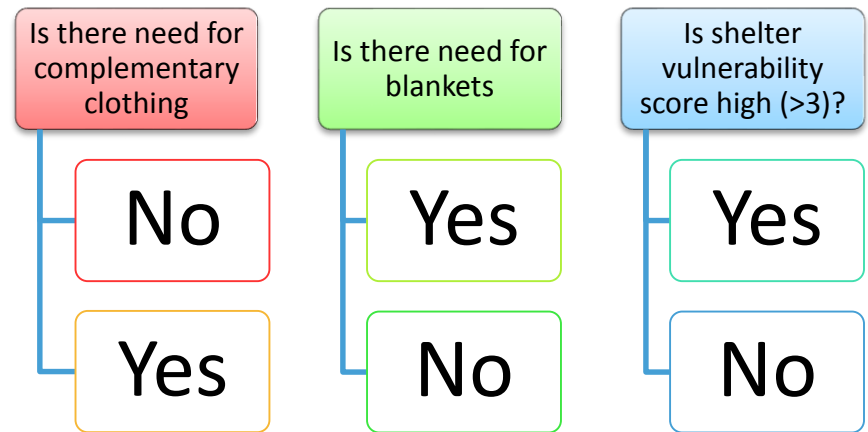 Is there need for
complementary
clothing
No
Yes
Is there need for
blankets
Yes
No
Is shelter
vulnerability
score high (>3)?
Yes
No